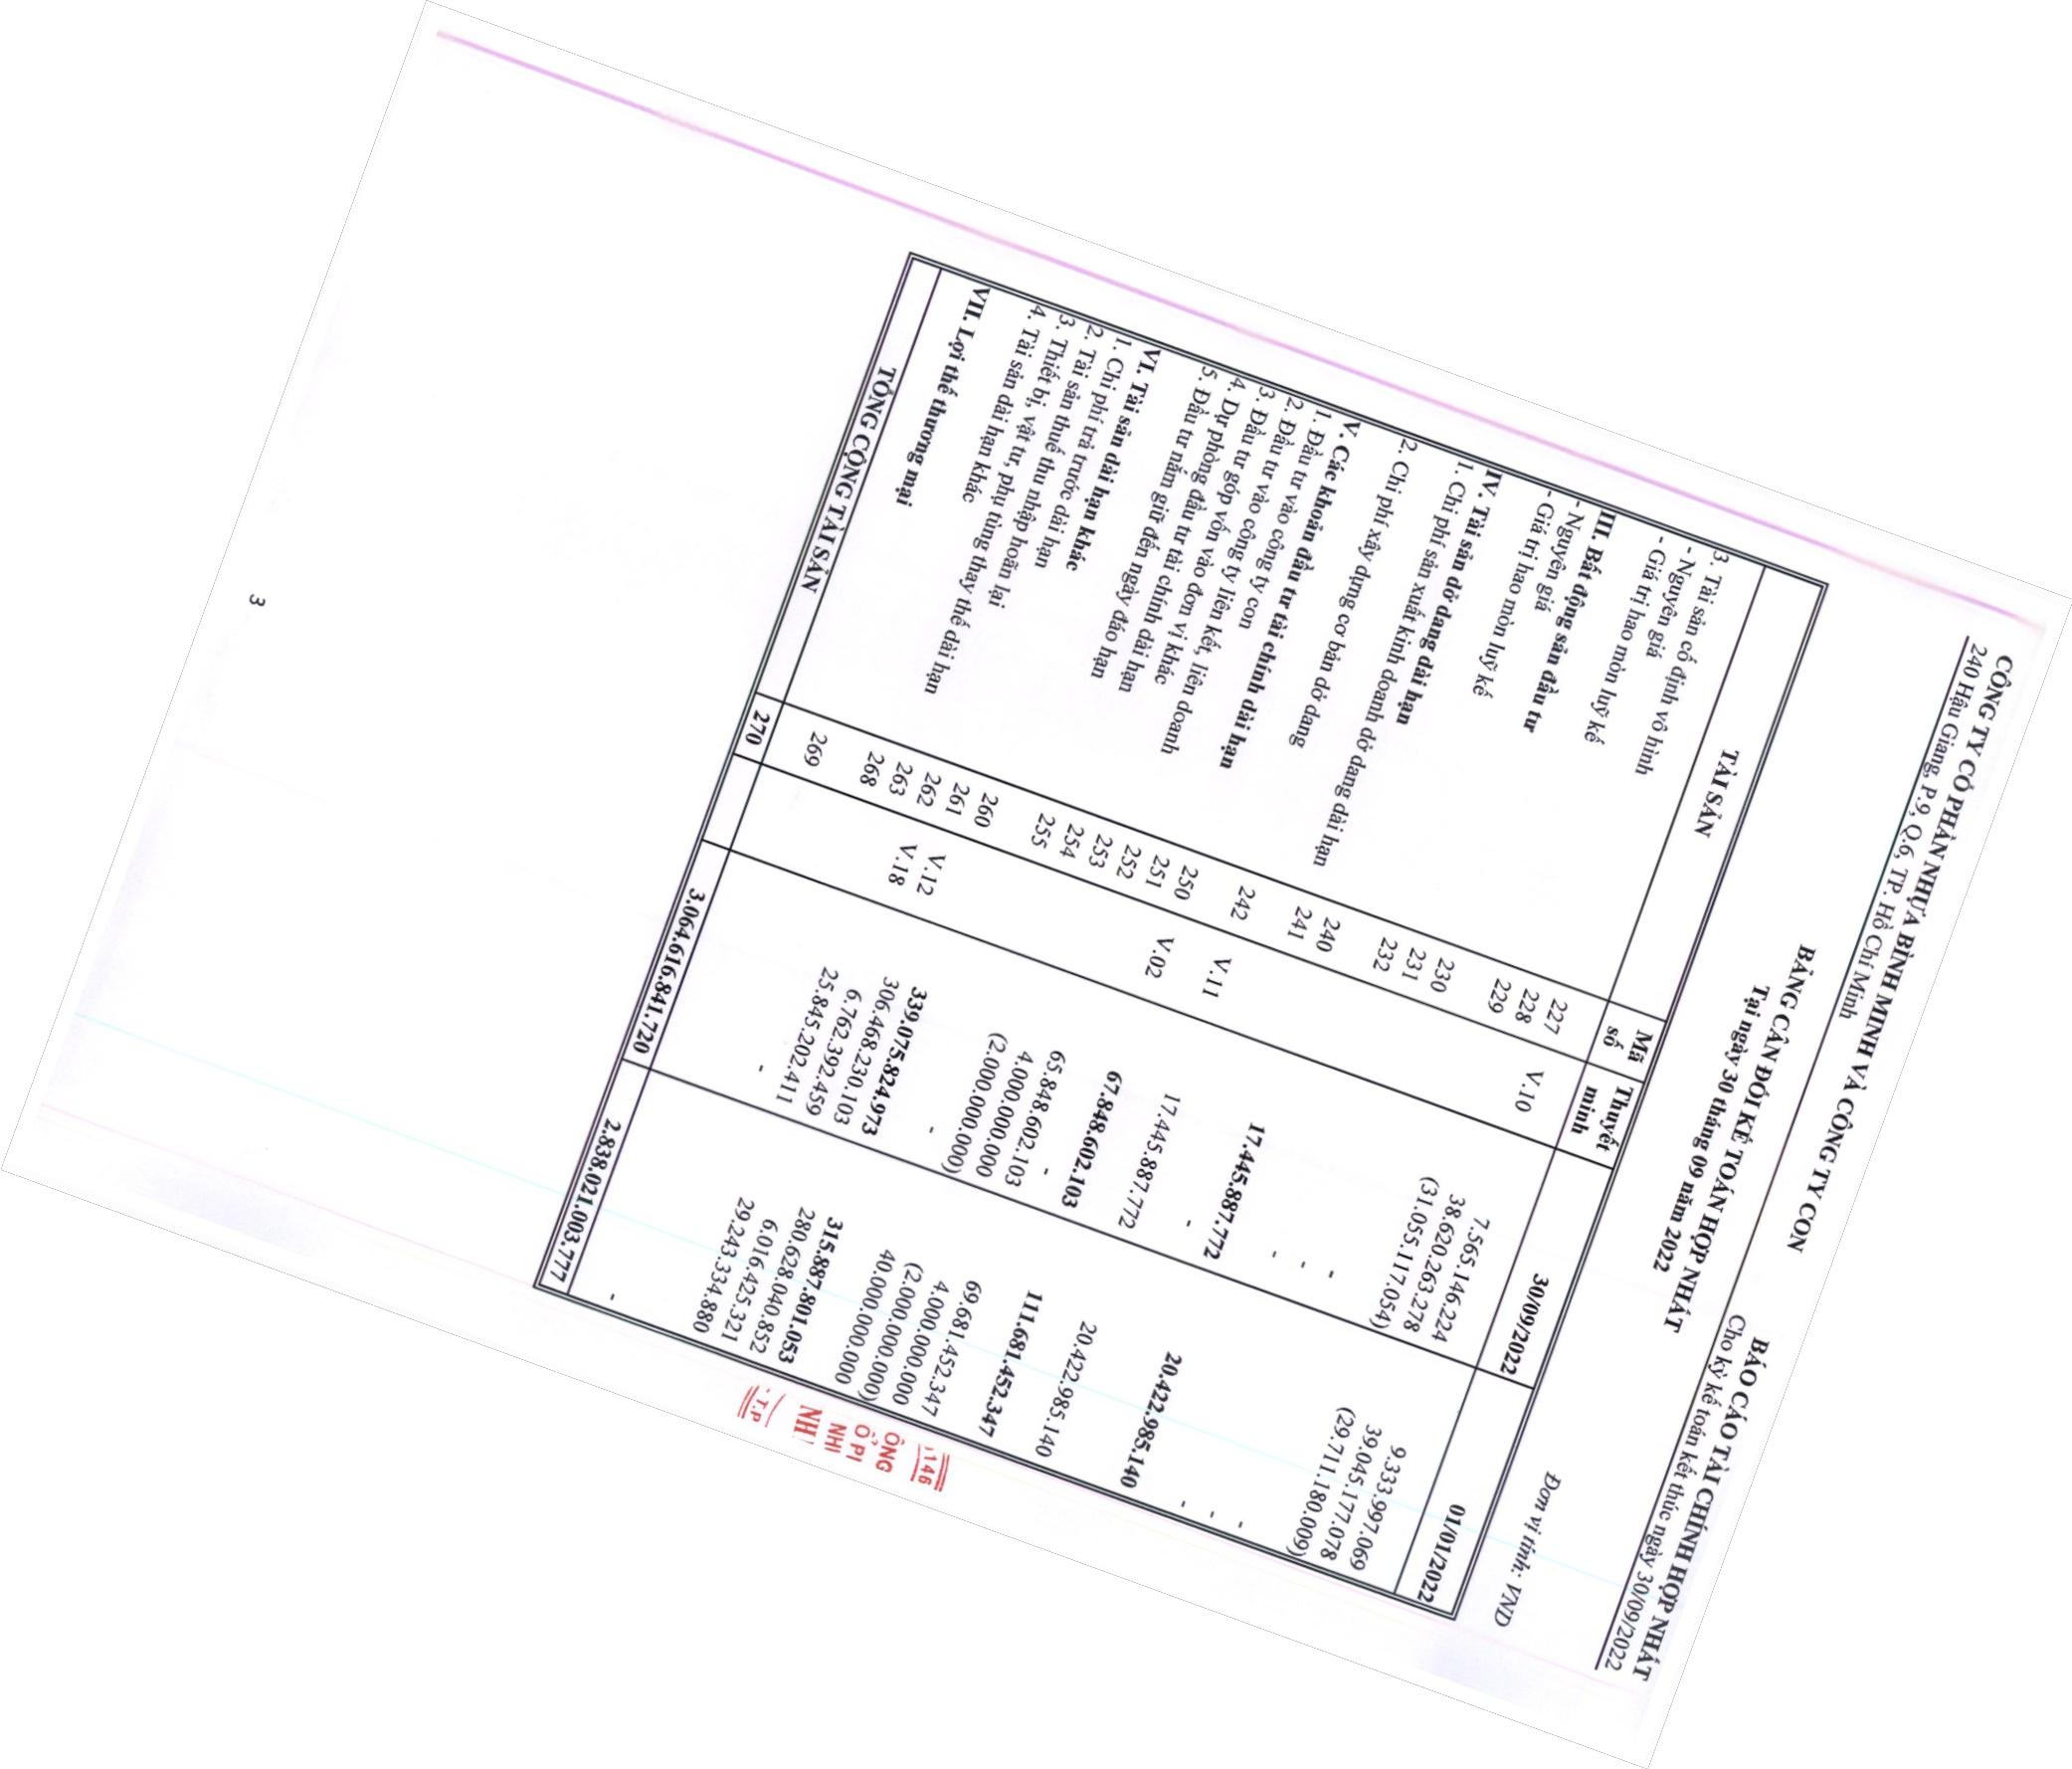 CÔNG TY CỔ PHẦN NHỰA BÌNH MINH VÀ CÔNG TY CON BÁO CÁO TÀI CHÍNH HỢP NHẤT
240 Hậu Giang, P.9, Q.6, TP. Hồ Chí Minh Cho kỳ kế toán kết thúc ngày 30/09/2022
BẢNG CÂN ĐỐI KẾ TOÁN HỢP NHẤT
Tại ngày 30 tháng 09 năm 2022
Đơn vị tính: VND
TÀI SẢN Mã số Thuyết minh 30/09/2022 01/01/2022
3. Tài sản cố định vô hình 227 V.10 7.565.146.224 9.333.997.069
- Nguyên giá 228 38.620.263.278 39.045.177.078
- Giá trị hao mòn luỹ kế 229 (31.055.117.054) (29.711.180.009)
III. Bất động sản đầu tư 230 - -
- Nguyên giá 231 - -
- Giá trị hao mòn luỹ kế 232 - -
IV. Tài sản dở dang dài hạn 240 17.445.887.772 20.422.985.140
1. Chi phí sản xuất kinh doanh dở dang dài hạn 241 -
2. Chi phí xây dựng cơ bản dở dang 242 V.11 17.445.887.772 20.422.985.140
V. Các khoản đầu tư tài chính dài hạn 250 V.02 67.848.602.103 111.681.452.347
1. Đầu tư vào công ty con 251 -
2. Đầu tư vào công ty liên kết, liên doanh 252 65.848.602.103 69.681.452.347
3. Đầu tư góp vốn vào đơn vị khác 253 4.000.000.000 4.000.000.000
4. Dự phòng đầu tư tài chính dài hạn 254 (2.000.000.000) (2.000.000.000)
5. Đầu tư nắm giữ đến ngày đáo hạn 255 - 40.000.000.000
VI. Tài sản dài hạn khác 260 339.075.824.973 315.887.801.053
1. Chi phí trả trước dài hạn 261 V.12 306.468.230.103 280.628.040.852
2. Tài sản thuế thu nhập hoãn lại 262 V.18 6.762.392.459 6.016.425.321
3. Thiết bị, vật tư, phụ tùng thay thế dài hạn 263 25.845.202.411 29.243.334.880
4. Tài sản dài hạn khác 268
VII. Lợi thế thương mại 269 - -
TỔNG CỘNG TÀI SẢN 270 3.064.616.841.720 2.838.021.003.777
146
ÔNG
T.P
3